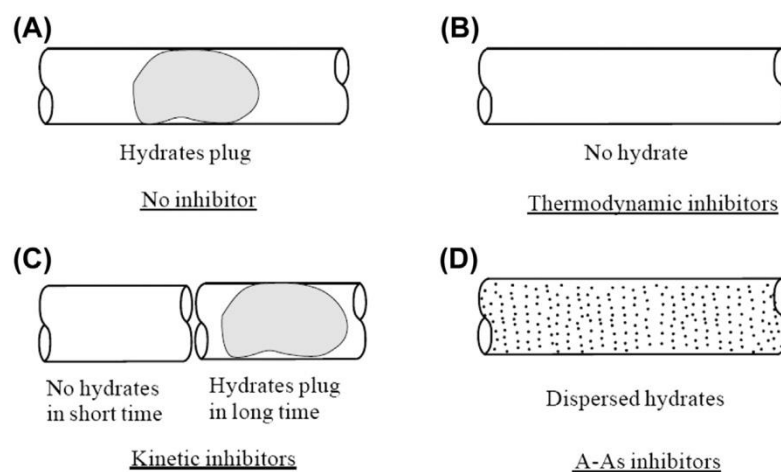 (A)
Hydrates plug
No inhibitor
(B)
No hydrate
Thermodynamic inhibitors
(C)
No hydrates
in short time
Hydrates plug
in long time
Kinetic inhibitors
(D)
Dispersed hydrates
A-As inhibitors